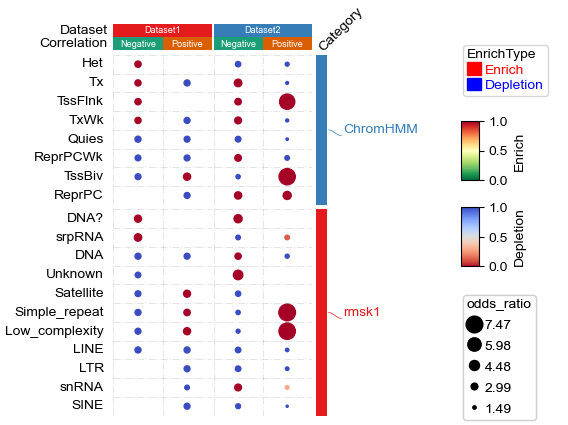 Dataset
Dataset1
Dataset2
Correlation
Negative
Positive
Negative
Positive
Category
Het
Tx
TssFlnk
TxWk
Quies
ReprPCWk
TssBiv
ReprPC
ChromHMM
DNA?
srpRNA
DNA
Unknown
Satellite
Simple_repeat
Low_complexity
LINE
LTR
snRNA
SINE
rmsk1
EnrichType
Enrich
Depletion
1.0
0.5
0.0
Enrich
1.0
0.5
0.0
Depletion
odds_ratio
7.47
5.98
4.48
2.99
1.49